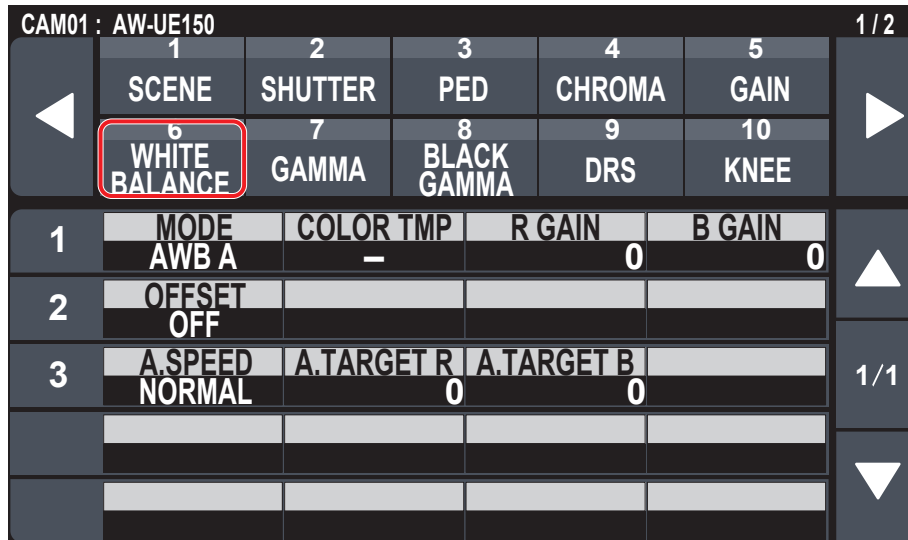 CAM01 : AW-UE150 1 / 2
1 2 3 4 5
SCENE SHUTTER PED CHROMA GAIN
6 7 8 9 10
WHITE BALANCE GAMMA BLACK GAMMA DRS KNEE
MODE COLOR TMP R GAIN B GAIN
1 AWB A – 0 0
OFFSET
2 OFF
A.SPEED A.TARGET R A.TARGET B
3 NORMAL 0 0 1/1